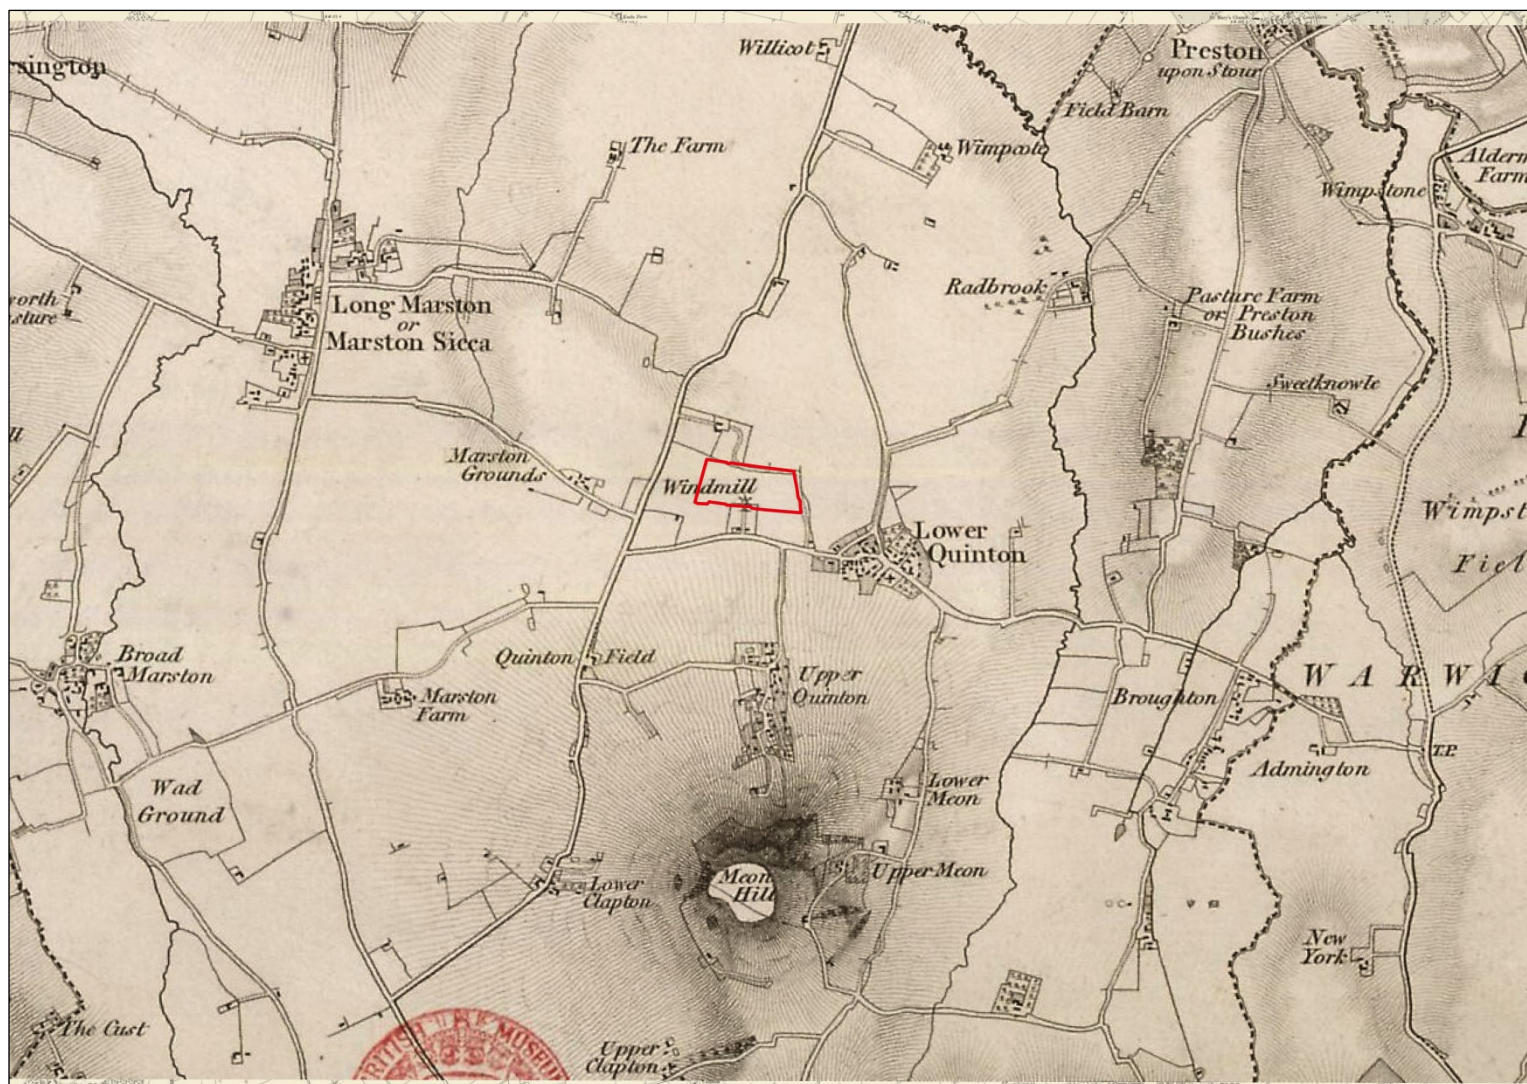 Willicot
Preston
upon Stour
Field Barn
The Farm
Wimpcote
Alderm
Farm
Wimpstone
Radbrook
Pasture Farm
or Preston
Bushes
Long Marston
or
Marston Sicca
Sweetknowle
Marston
Grounds
Windmill
Wimpst
Fiel
Lower
Quinton
Broad
Marston
Quinton Field
Upper
Quinton
WARWIC
Broughton
Marston
Farm
T.P.
Admington
Wad
Ground
Lower
Meon
Meon
Hill
Upper Meon
Lower
Clapton
New
York
The Cust
BRITISH
MUSEUM
Upper
Clapton